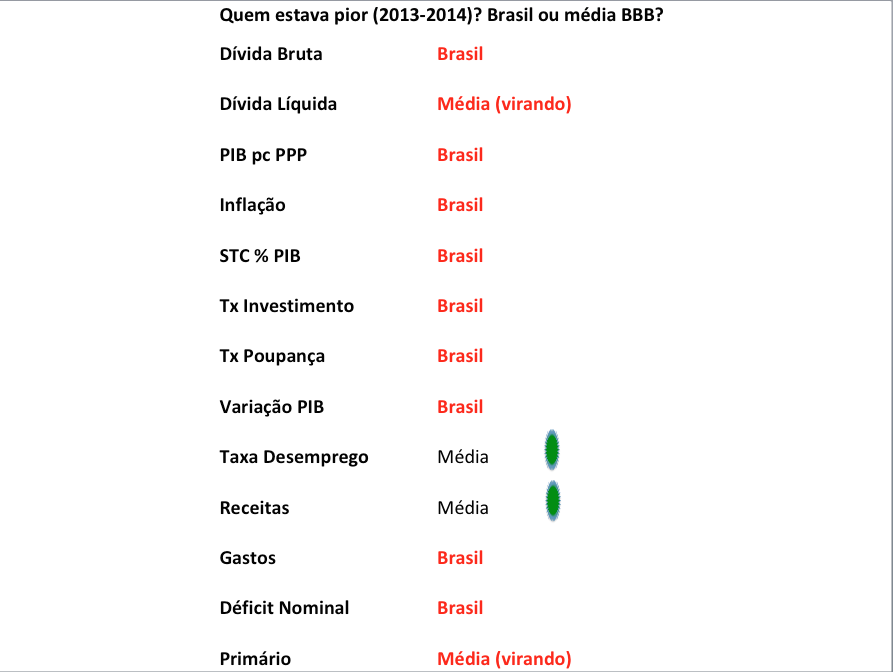 Quem estava pior (2013-2014)? Brasil ou média BBB?
Dívida Bruta Brasil
Dívida Líquida Média (virando)
PIB pc PPP Brasil
Inflação Brasil
STC % PIB Brasil
Tx Investimento Brasil
Tx Poupança Brasil
Variação PIB Brasil
Taxa Desemprego Média
Receitas Média
Gastos Brasil
Déficit Nominal Brasil
Primário Média (virando)